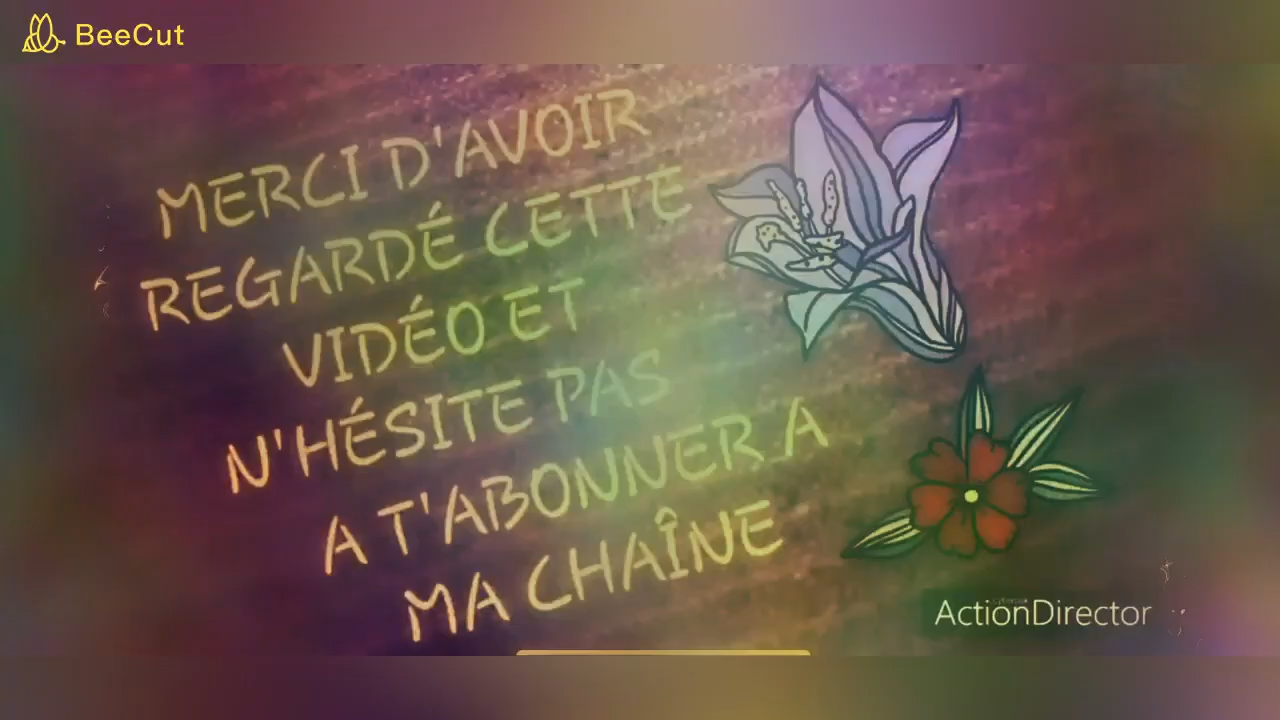 BeeCut
MERCI D'AVOIR
REGARDÉ CETTE
VIDÉO ET
N'HÉSITE PAS
A T'ABONNER A
MA CHAÎNE
ActionDirector